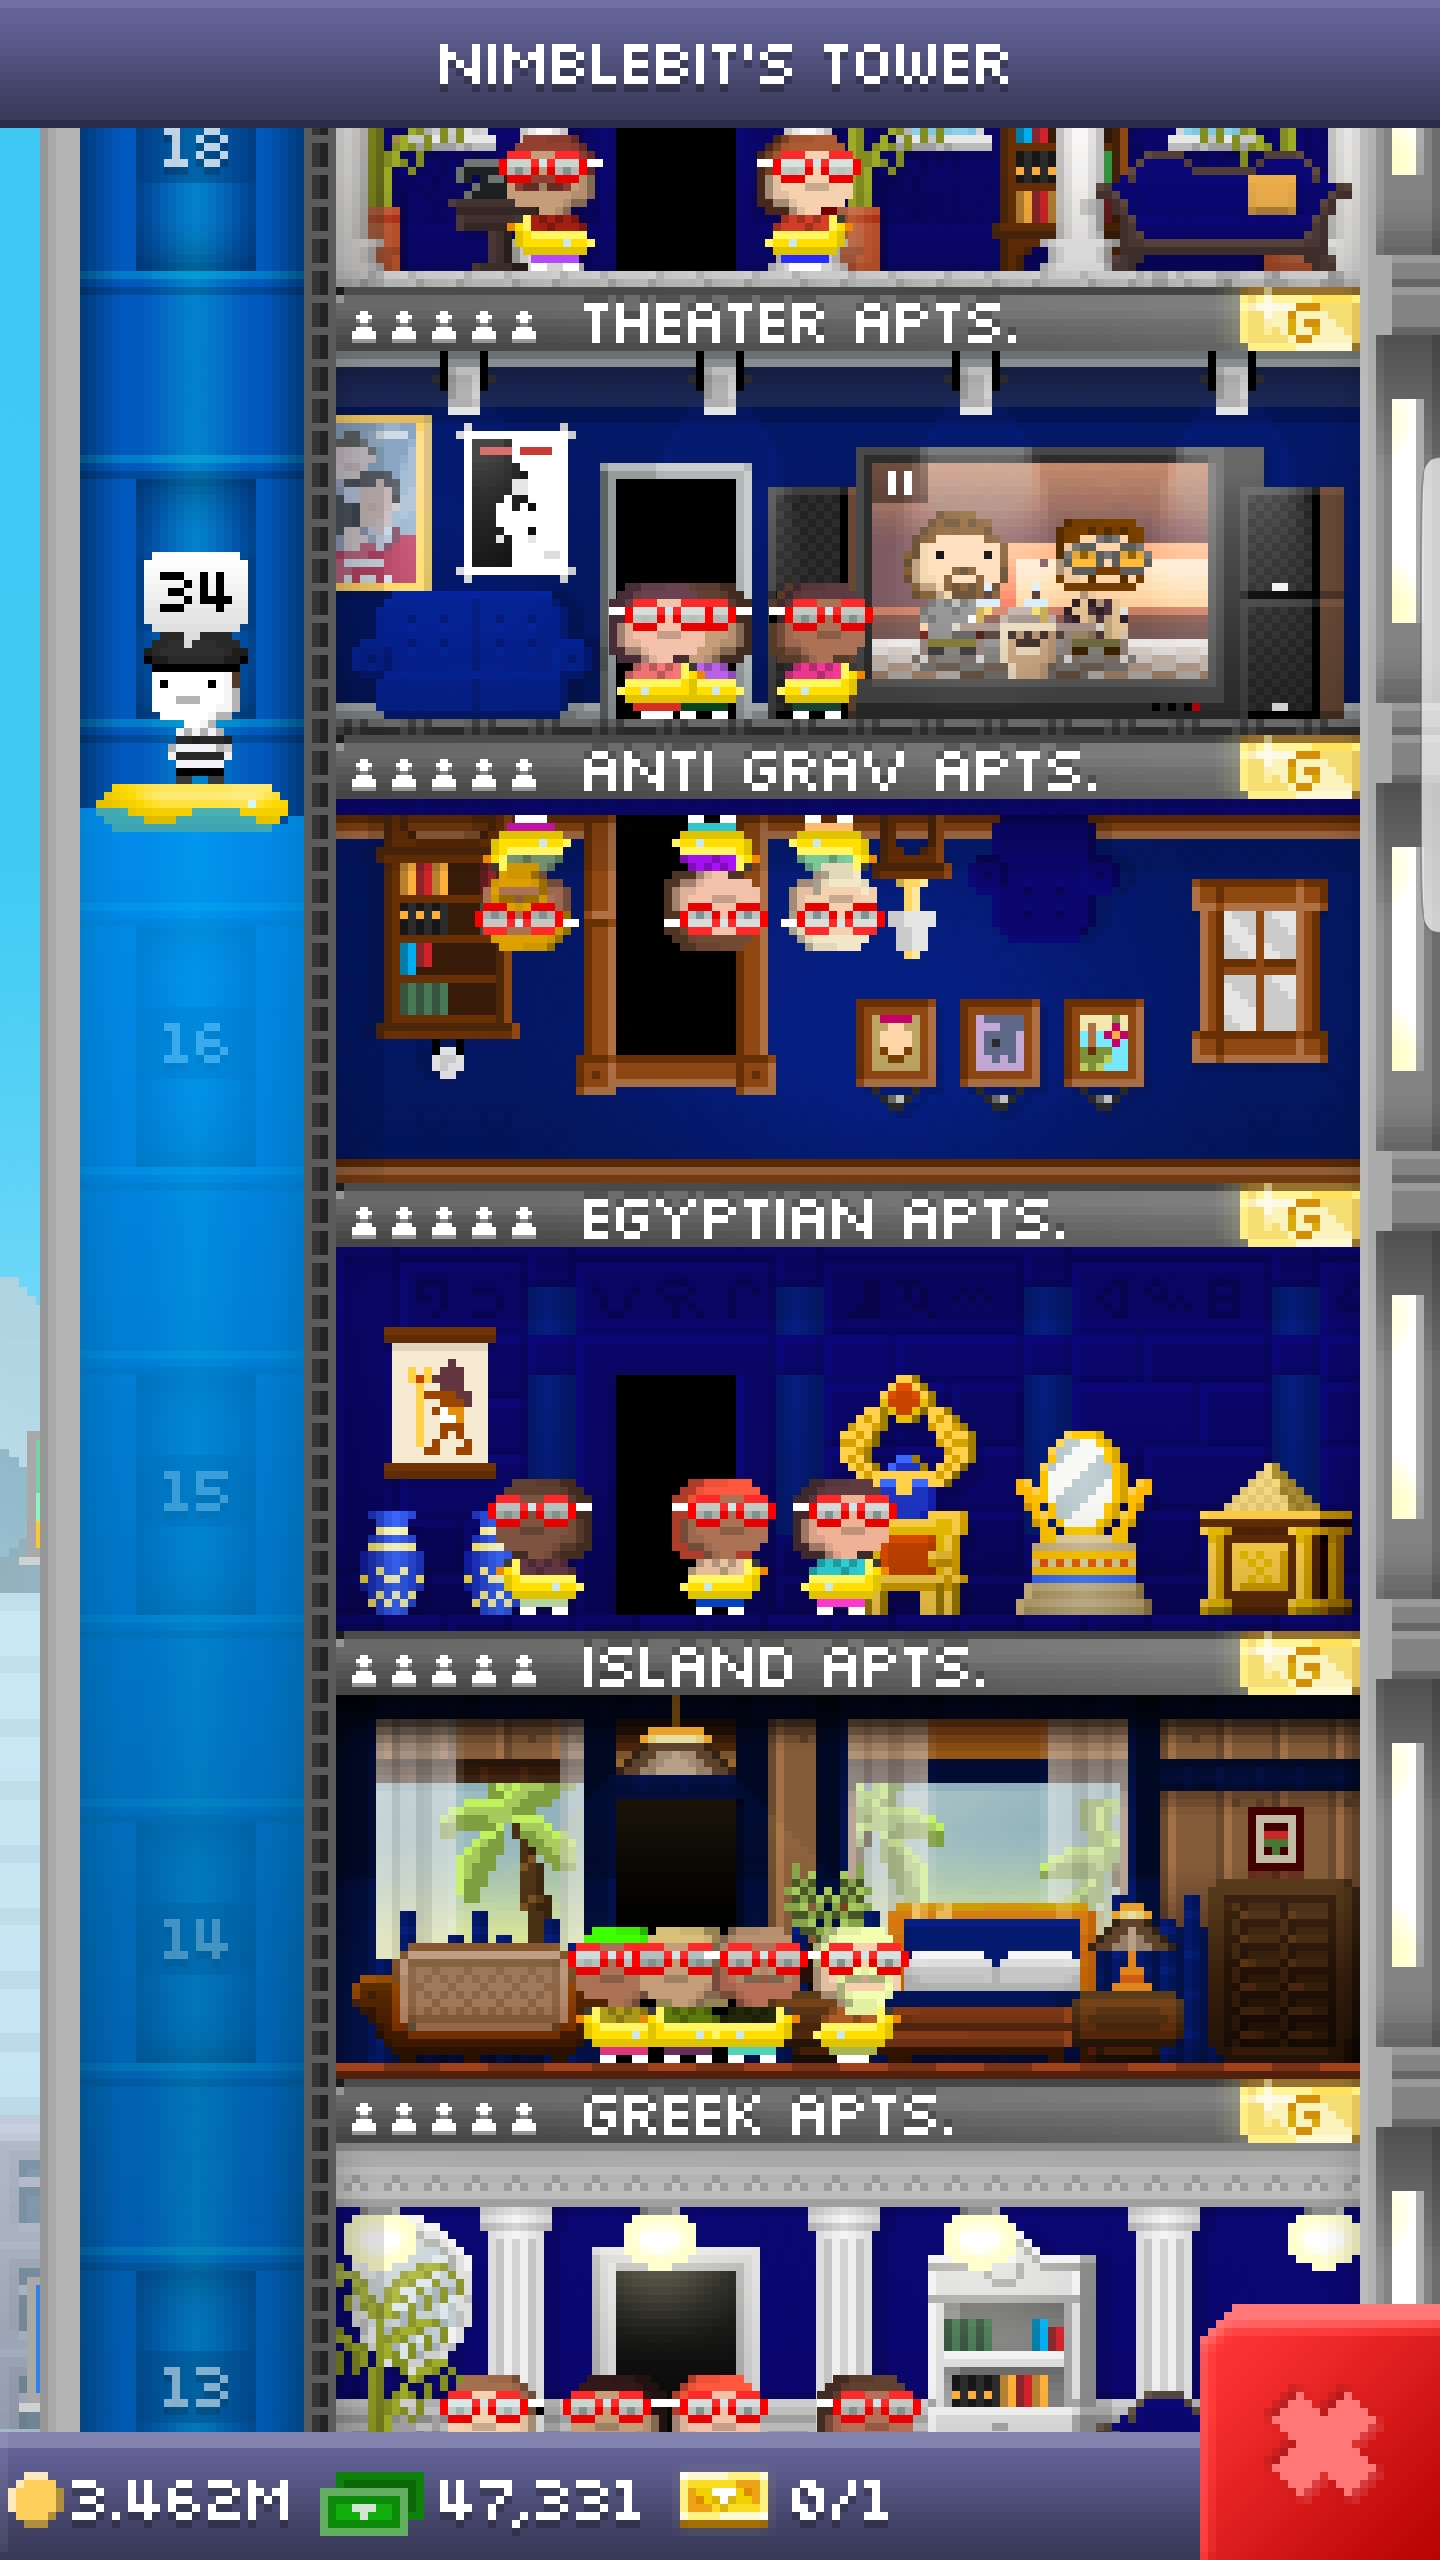 NIMBLEBIT'S TOWER
18
THEATER APTS. G
34
ANTI GRAV APTS. G
16
EGYPTIAN APTS. G
15
ISLAND APTS. G
14
GREEK APTS. G
13
3.462M 47,331 0/1